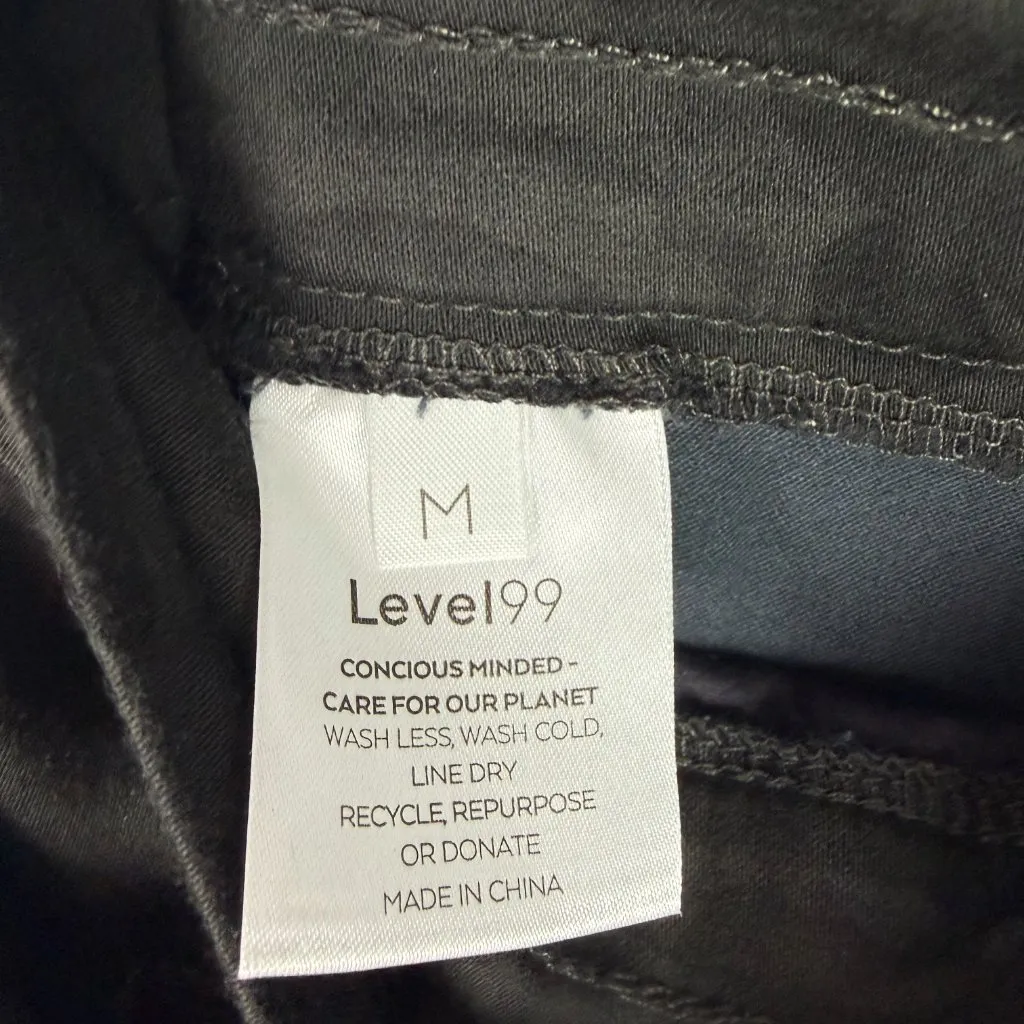 M
Level99
CONCIOUS MINDED -
CARE FOR OUR PLANET
WASH LESS, WASH COLD,
LINE DRY
RECYCLE, REPURPOSE
OR DONATE
MADE IN CHINA